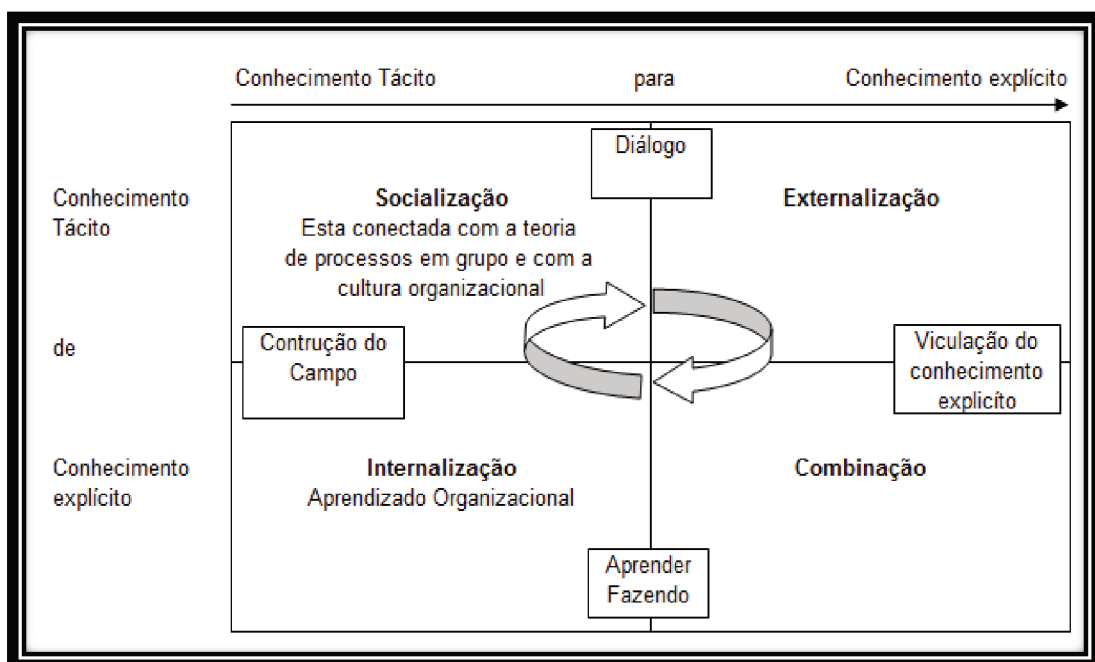 Conhecimento Tácito para Conhecimento explícito
Diálogo
Conhecimento
Tácito
Socialização
Esta conectada com a teoria
de processos em grupo e com a
cultura organizacional
Externalização
de
Contrução do
Campo
Viculação do
conhecimento
explicíto
Conhecimento
explícito
Internalização
Aprendizado Organizacional
Combinação
Aprender
Fazendo